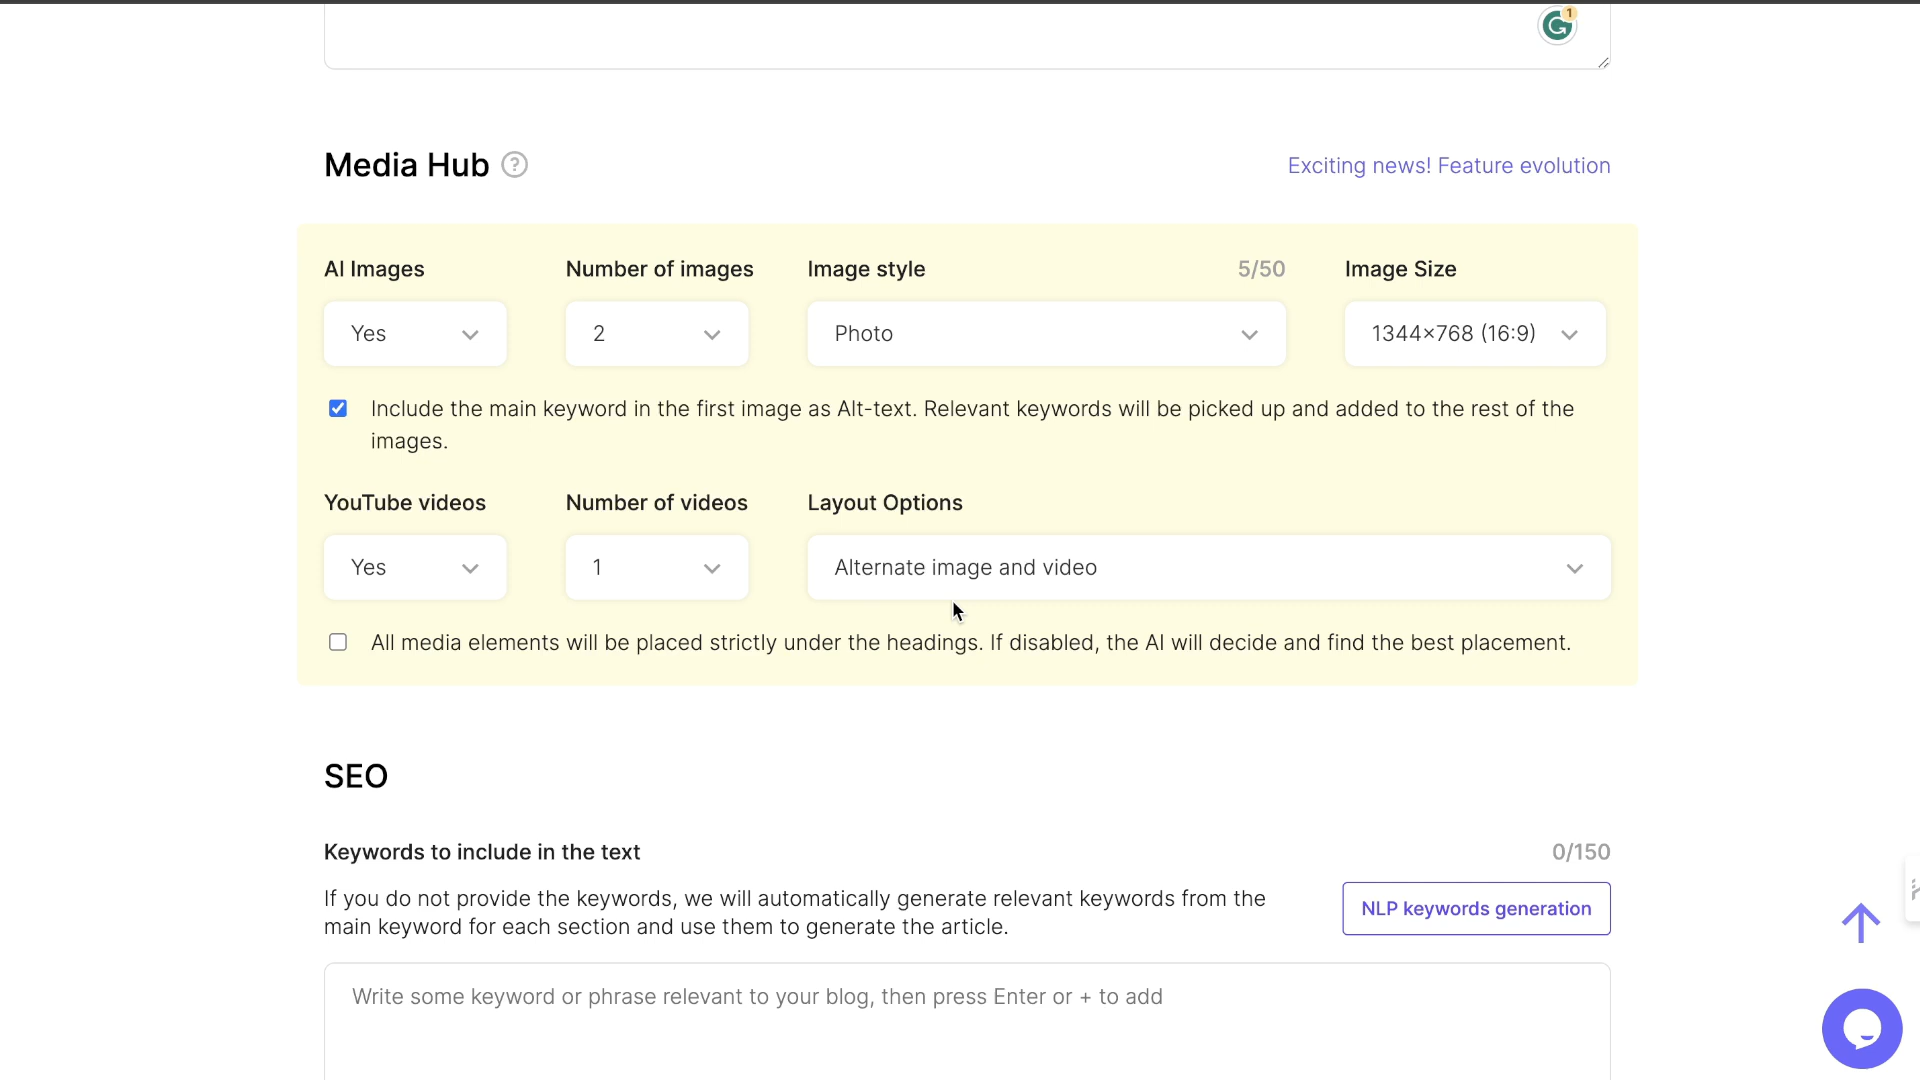 1
Media Hub ?
Exciting news! Feature evolution
AI Images
Number of images
Image style
5/50
Image Size
Yes
2
Photo
1344×768 (16:9)
Include the main keyword in the first image as Alt-text. Relevant keywords will be picked up and added to the rest of the
images.
YouTube videos
Number of videos
Layout Options
Yes
1
Alternate image and video
All media elements will be placed strictly under the headings. If disabled, the AI will decide and find the best placement.
SEO
Keywords to include in the text
0/150
If you do not provide the keywords, we will automatically generate relevant keywords from the
main keyword for each section and use them to generate the article.
NLP keywords generation
Write some keyword or phrase relevant to your blog, then press Enter or + to add